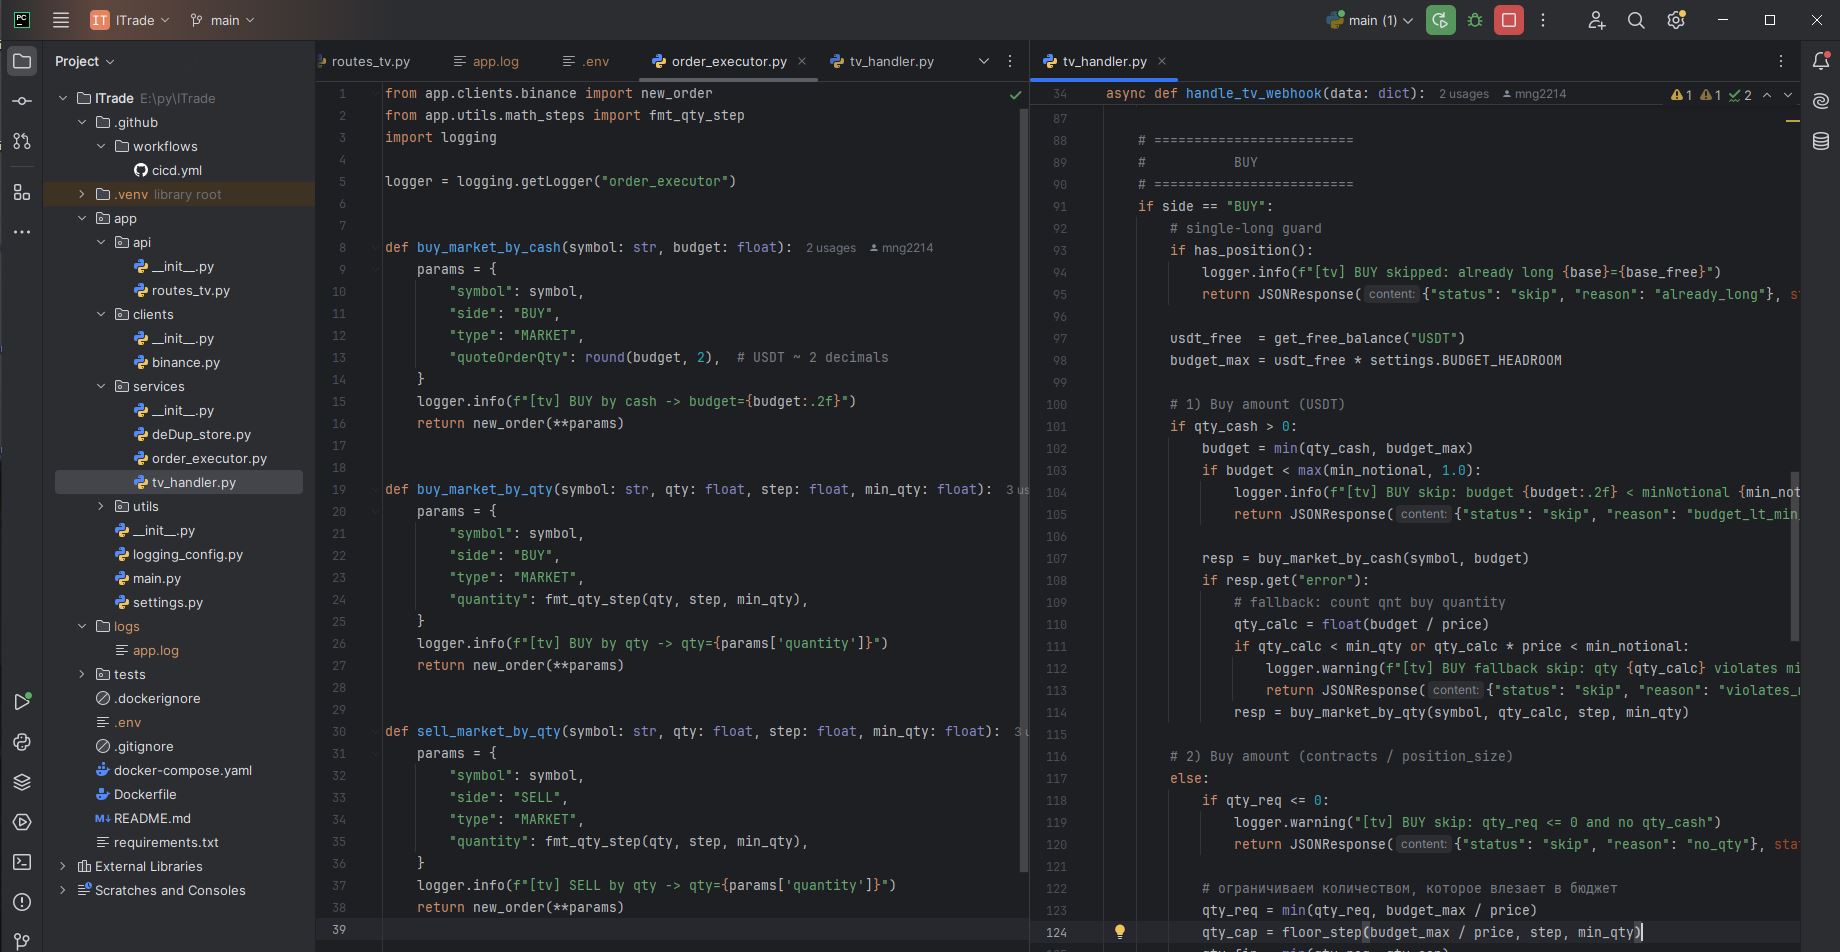 PC
IT ITrade main
main (1)
Project
ITrade E:\py\ITrade
.github
workflows
cicd.yml
.venv library root
app
api
__init__.py
routes_tv.py
clients
__init__.py
binance.py
services
__init__.py
deDup_store.py
order_executor.py
tv_handler.py
utils
__init__.py
logging_config.py
main.py
settings.py
logs
app.log
tests
.dockerignore
.env
.gitignore
docker-compose.yaml
Dockerfile
M↓ README.md
requirements.txt
External Libraries
Scratches and Consoles
routes_tv.py app.log .env order_executor.py tv_handler.py
1 from app.clients.binance import new_order
2 from app.utils.math_steps import fmt_qty_step
3 import logging
4
5 logger = logging.getLogger("order_executor")
6
7
8 def buy_market_by_cash(symbol: str, budget: float): 2 usages mng2214
9 params = {
10 "symbol": symbol,
11 "side": "BUY",
12 "type": "MARKET",
13 "quoteOrderQty": round(budget, 2), # USDT ~ 2 decimals
14 }
15 logger.info(f"[tv] BUY by cash -> budget={budget:.2f}")
16 return new_order(**params)
17
18
19 def buy_market_by_qty(symbol: str, qty: float, step: float, min_qty: float): 3 us
20 params = {
21 "symbol": symbol,
22 "side": "BUY",
23 "type": "MARKET",
24 "quantity": fmt_qty_step(qty, step, min_qty),
25 }
26 logger.info(f"[tv] BUY by qty -> qty={params['quantity']}")
27 return new_order(**params)
28
29
30 def sell_market_by_qty(symbol: str, qty: float, step: float, min_qty: float): 3 u
31 params = {
32 "symbol": symbol,
33 "side": "SELL",
34 "type": "MARKET",
35 "quantity": fmt_qty_step(qty, step, min_qty),
36 }
37 logger.info(f"[tv] SELL by qty -> qty={params['quantity']}")
38 return new_order(**params)
39
tv_handler.py
34 async def handle_tv_webhook(data: dict): 2 usages mng2214 1 1 2
87
88 # =========================
89 # BUY
90 # =========================
91 if side == "BUY":
92 # single-long guard
93 if has_position():
94 logger.info(f"[tv] BUY skipped: already long {base}={base_free}")
95 return JSONResponse( content: {"status": "skip", "reason": "already_long"}, st
96
97 usdt_free = get_free_balance("USDT")
98 budget_max = usdt_free * settings.BUDGET_HEADROOM
99
100 # 1) Buy amount (USDT)
101 if qty_cash > 0:
102 budget = min(qty_cash, budget_max)
103 if budget < max(min_notional, 1.0):
104 logger.info(f"[tv] BUY skip: budget {budget:.2f} < minNotional {min_not
105 return JSONResponse( content: {"status": "skip", "reason": "budget_lt_min_
106
107 resp = buy_market_by_cash(symbol, budget)
108 if resp.get("error"):
109 # fallback: count qnt buy quantity
110 qty_calc = float(budget / price)
111 if qty_calc < min_qty or qty_calc * price < min_notional:
112 logger.warning(f"[tv] BUY fallback skip: qty {qty_calc} violates mi
113 return JSONResponse( content: {"status": "skip", "reason": "violates_m
114 resp = buy_market_by_qty(symbol, qty_calc, step, min_qty)
115
116 # 2) Buy amount (contracts / position_size)
117 else:
118 if qty_req <= 0:
119 logger.warning("[tv] BUY skip: qty_req <= 0 and no qty_cash")
120 return JSONResponse( content: {"status": "skip", "reason": "no_qty"}, sta
121
122 # ограничиваем количеством, которое влезает в бюджет
123 qty_req = min(qty_req, budget_max / price)
124 qty_cap = floor_step(budget_max / price, step, min_qty)